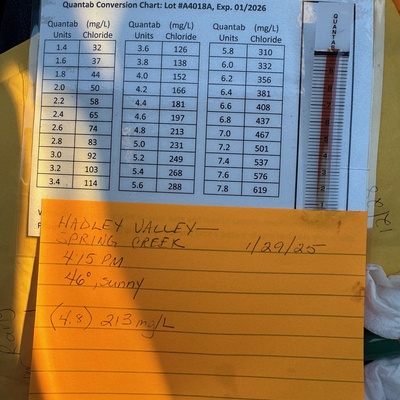 Quantab Conversion Chart: Lot #A4018A, Exp. 01/2026
Quantab (mg/L) Quantab (mg/L) Quantab (mg/L)
Units Chloride Units Chloride Units Chloride
1.4 32 3.6 126 5.8 310
1.6 37 3.8 138 6.0 332
1.8 44 4.0 152 6.2 356
2.0 50 4.2 166 6.4 381
2.2 58 4.4 181 6.6 408
2.4 65 4.6 197 6.8 437
2.6 74 4.8 213 7.0 467
2.8 83 5.0 231 7.2 501
3.0 92 5.2 249 7.4 537
3.2 103 5.4 268 7.6 576
3.4 114 5.6 288 7.8 619
QUANTAB
HADLEY VALLEY—
SPRING CREEK 1/29/25
4:15 PM
46°, sunny
(4.8) 213 mg/L